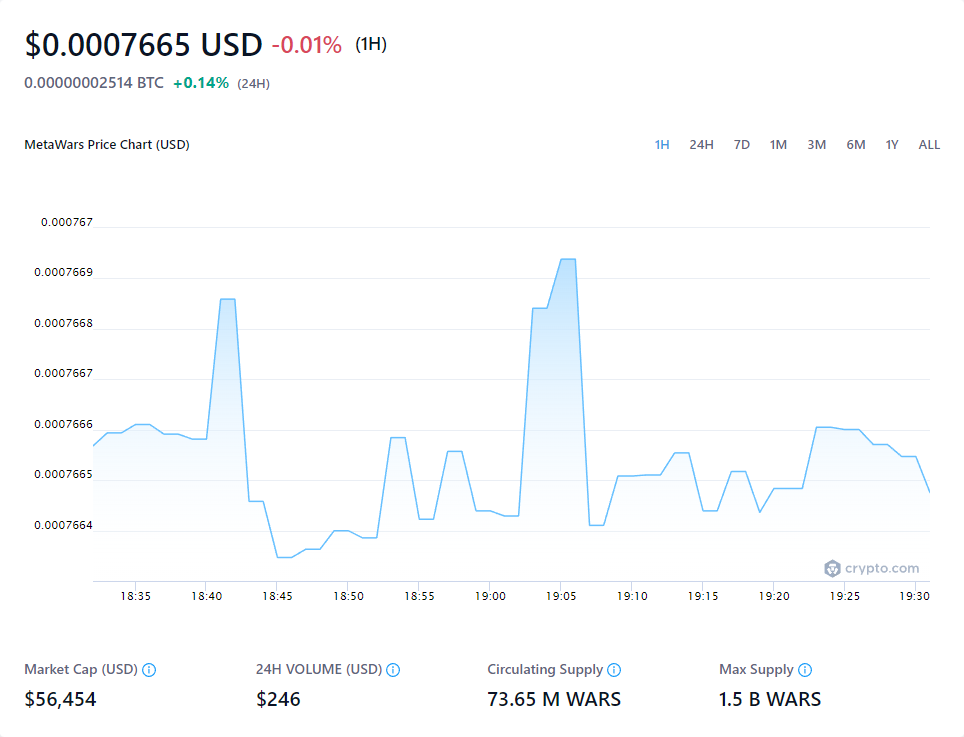 $0.0007665 USD -0.01% (1H)
0.00000002514 BTC +0.14% (24H)
MetaWars Price Chart (USD)
1H 24H 7D 1M 3M 6M 1Y ALL
0.000767
0.0007669
0.0007668
0.0007667
0.0007666
0.0007665
0.0007664
crypto.com
18:35 18:40 18:45 18:50 18:55 19:00 19:05 19:10 19:15 19:20 19:25 19:30
Market Cap (USD) 24H VOLUME (USD) Circulating Supply Max Supply
$56,454 $246 73.65 M WARS 1.5 B WARS